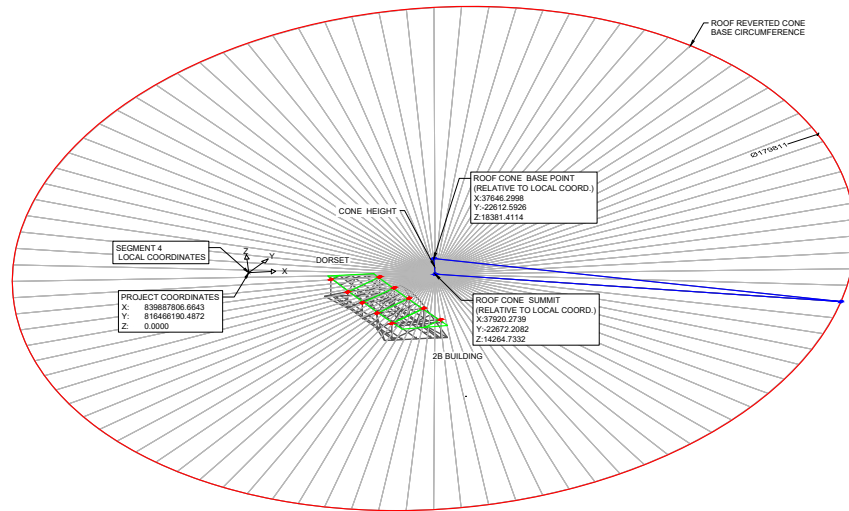 ROOF REVERTED CONE
BASE CIRCUMFERENCE
Ø179811
ROOF CONE BASE POINT
(RELATIVE TO LOCAL COORD.)
X:37646.2998
Y:-22612.5926
Z:18381.4114
CONE HEIGHT
SEGMENT 4
LOCAL COORDINATES
Z
Y
X
DORSET
PROJECT COORDINATES
X: 839887806.6643
Y: 816466190.4872
Z: 0.0000
ROOF CONE SUMMIT
(RELATIVE TO LOCAL COORD.)
X:37920.2739
Y:-22672.2082
Z:14264.7332
2B BUILDING